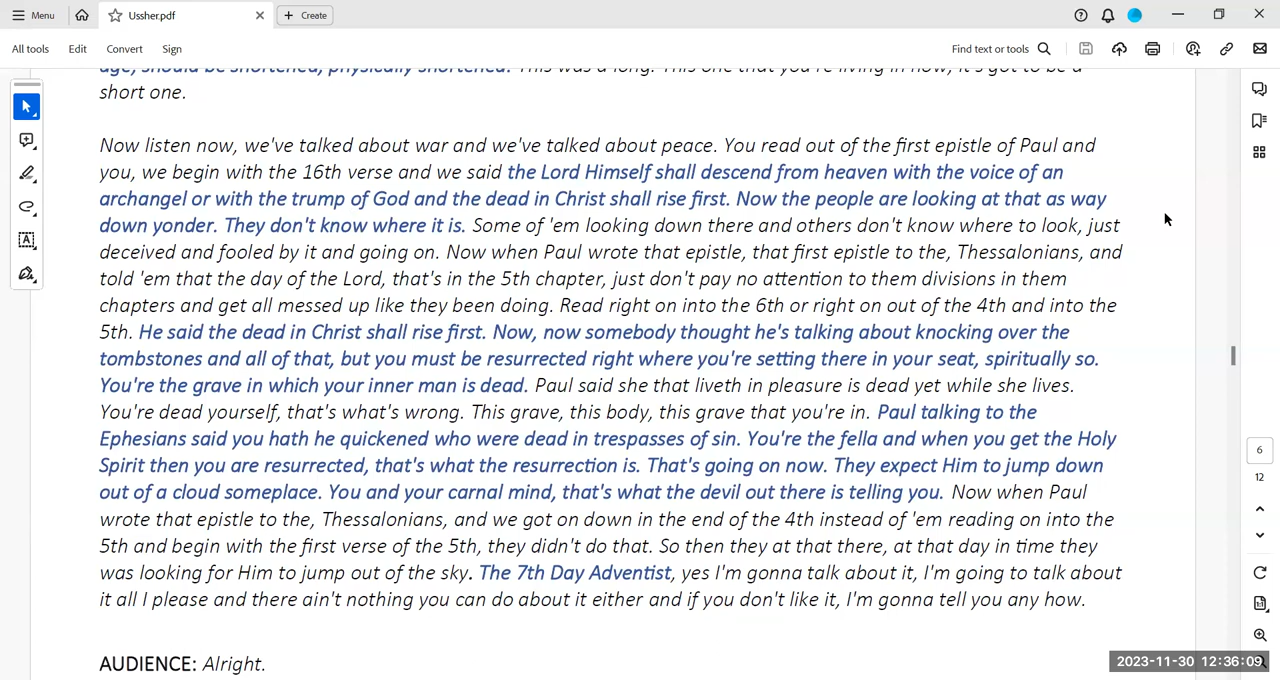 Menu
Ussher.pdf
Create
All tools Edit Convert Sign
Find text or tools
age, should be shortened, physically shortened. This was a long. This one that you're living in now, it's got to be a
short one.
Now listen now, we've talked about war and we've talked about peace. You read out of the first epistle of Paul and
you, we begin with the 16th verse and we said the Lord Himself shall descend from heaven with the voice of an
archangel or with the trump of God and the dead in Christ shall rise first. Now the people are looking at that as way
down yonder. They don't know where it is. Some of 'em looking down there and others don't know where to look, just
deceived and fooled by it and going on. Now when Paul wrote that epistle, that first epistle to the, Thessalonians, and
told 'em that the day of the Lord, that's in the 5th chapter, just don't pay no attention to them divisions in them
chapters and get all messed up like they been doing. Read right on into the 6th or right on out of the 4th and into the
5th. He said the dead in Christ shall rise first. Now, now somebody thought he's talking about knocking over the
tombstones and all of that, but you must be resurrected right where you're setting there in your seat, spiritually so.
You're the grave in which your inner man is dead. Paul said she that liveth in pleasure is dead yet while she lives.
You're dead yourself, that's what's wrong. This grave, this body, this grave that you're in. Paul talking to the
Ephesians said you hath he quickened who were dead in trespasses of sin. You're the fella and when you get the Holy
Spirit then you are resurrected, that's what the resurrection is. That's going on now. They expect Him to jump down
out of a cloud someplace. You and your carnal mind, that's what the devil out there is telling you. Now when Paul
wrote that epistle to the, Thessalonians, and we got on down in the end of the 4th instead of 'em reading on into the
5th and begin with the first verse of the 5th, they didn't do that. So then they at that there, at that day in time they
was looking for Him to jump out of the sky. The 7th Day Adventist, yes I'm gonna talk about it, I'm going to talk about
it all I please and there ain't nothing you can do about it either and if you don't like it, I'm gonna tell you any how.
AUDIENCE: Alright.
6
12
2023-11-30 12:36:09